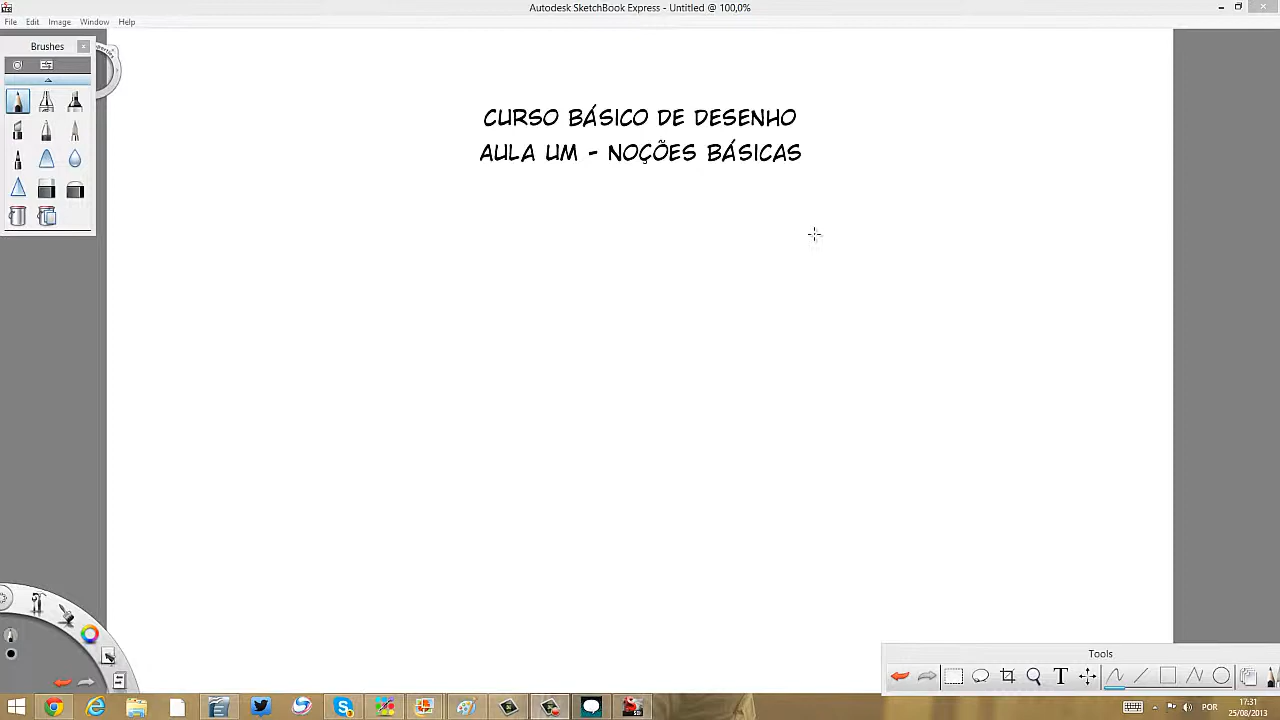 Autodesk SketchBook Express - Untitled @ 100,0%
File Edit Image Window Help
Brushes
CURSO BÁSICO DE DESENHO
AULA UM - NOÇÕES BÁSICAS
Tools
T
POR
17:31
25/08/2013